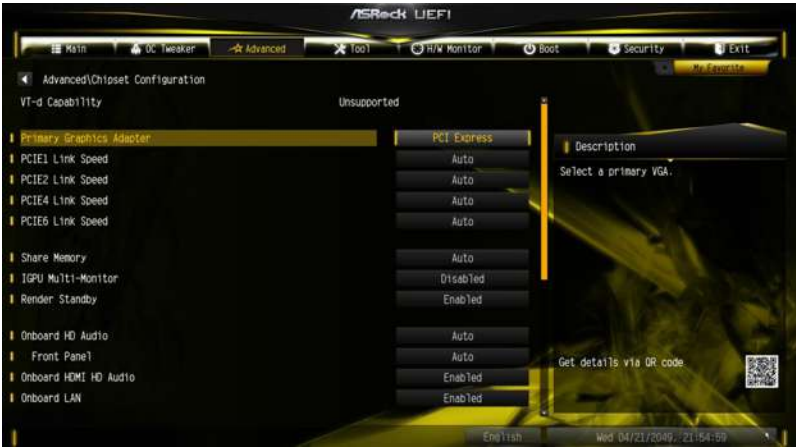 ASRock UEFI
Main OC Tweaker Advanced Tool H/W Monitor Boot Security Exit
My Favorite
Advanced\Chipset Configuration
VT-d Capability Unsupported
Primary Graphics Adapter PCI Express
PCIE1 Link Speed Auto
PCIE2 Link Speed Auto
PCIE4 Link Speed Auto
PCIE6 Link Speed Auto
Share Memory Auto
IGPU Multi-Monitor Disabled
Render Standby Enabled
Onboard HD Audio Auto
Front Panel Auto
Onboard HDMI HD Audio Enabled
Onboard LAN Enabled
Description
Select a primary VGA.
Get details via QR code
English Wed 04/21/2049, 21:54:59